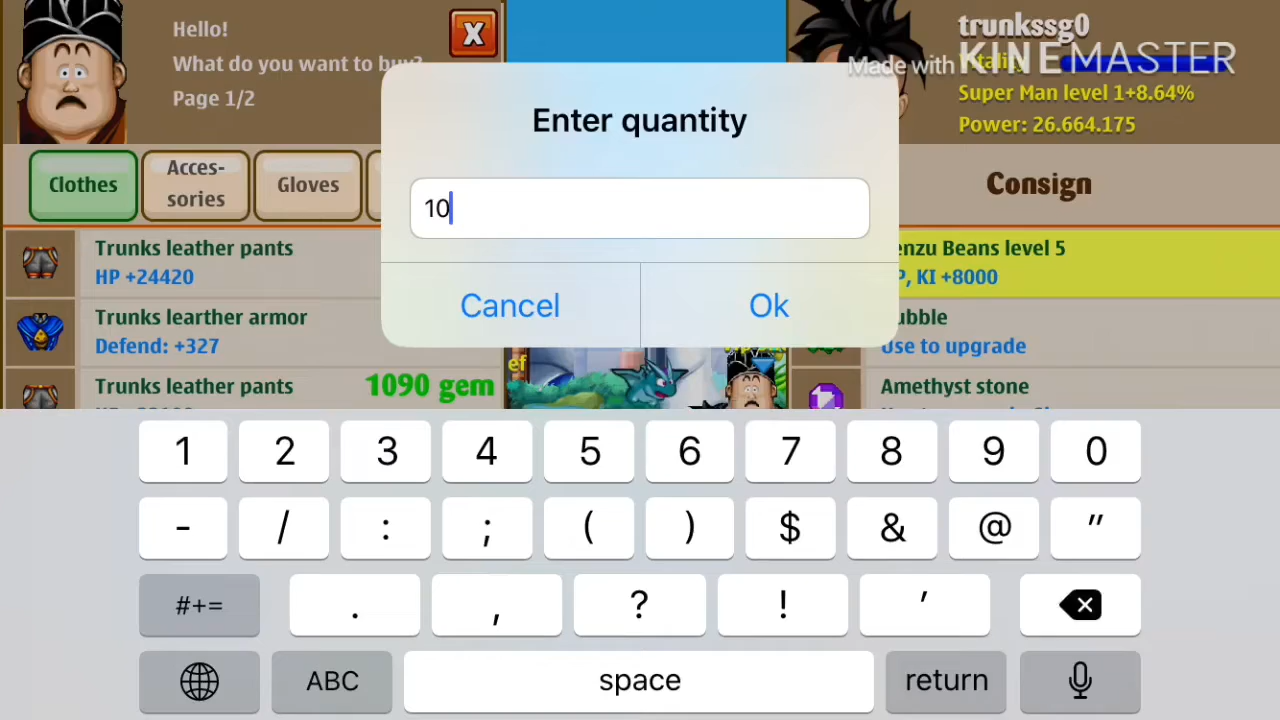 Hello!
What do you want to buy?
Page 1/2
X
trunkssg0
Made with KINEMASTER
Vitality
Super Man level 1+8.64%
Power: 26.664.175
Enter quantity
10
Cancel
Ok
Clothes
Acces-
sories
Gloves
Consign
Trunks leather pants
HP +24420
Trunks learther armor
Defend: +327
Trunks leather pants
1090 gem
enzu Beans level 5
P, KI +8000
ubble
Use to upgrade
Amethyst stone
ef
1 2 3 4 5 6 7 8 9 0
- / : ; ( ) $ & @ "
#+= . , ? ! '
ABC space return